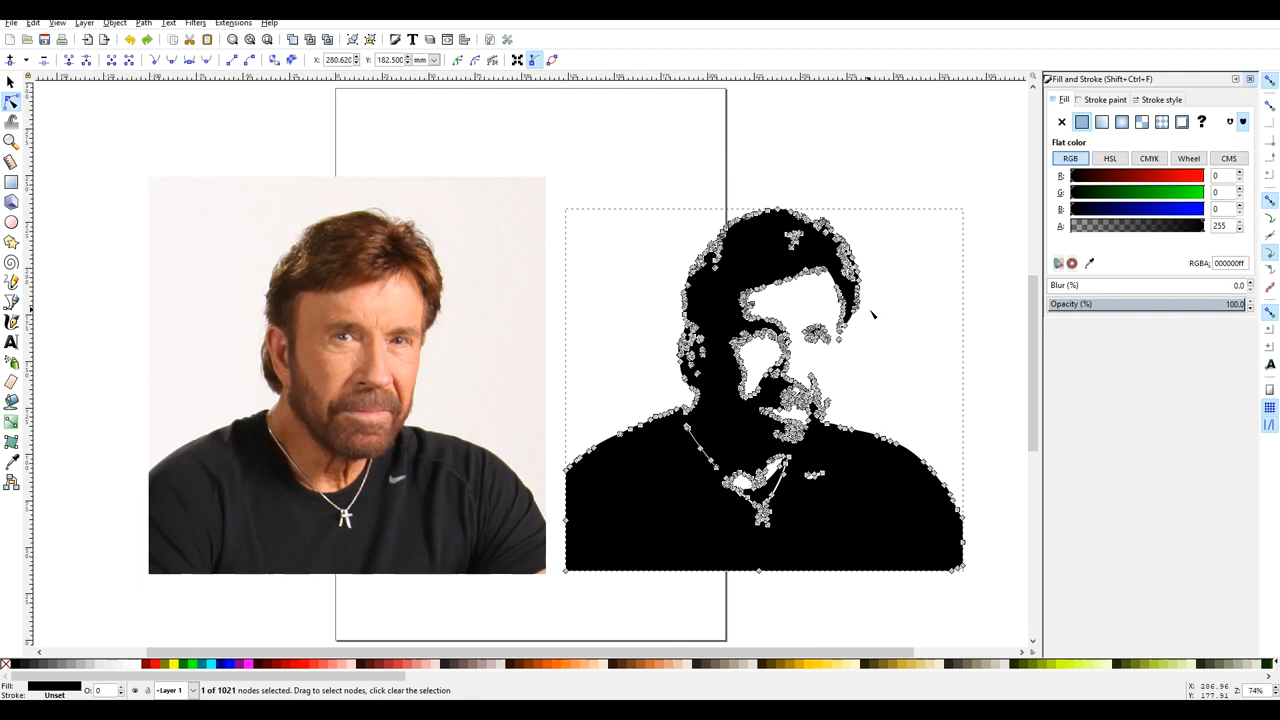 File Edit View Layer Object Path Text Filters Extensions Help
X: 280.620 Y: 182.500 mm
Fill and Stroke (Shift+Ctrl+F)
Fill Stroke paint Stroke style
?
Flat color
RGB HSL CMYK Wheel CMS
R: 0
G: 0
B: 0
A: 255
RGBA: 000000ff
Blur (%) 0.0
Opacity (%) 100.0
Fill:
Stroke: Unset
O: 0
Layer 1
1 of 1021 nodes selected. Drag to select nodes, click clear the selection
X: 286.96
Y: 177.91
Z: 74%